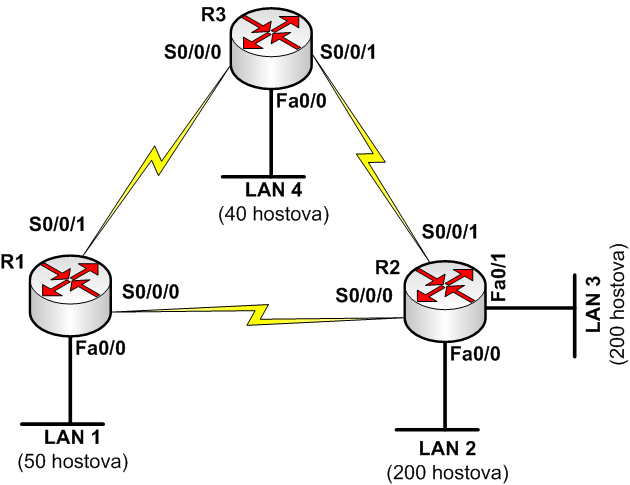 R3
S0/0/0
S0/0/1
Fa0/0
LAN 4
(40 hostova)
S0/0/1
R1
S0/0/0
Fa0/0
LAN 1
(50 hostova)
S0/0/1
R2
S0/0/0
Fa0/1
Fa0/0
LAN 3
(200 hostova)
LAN 2
(200 hostova)